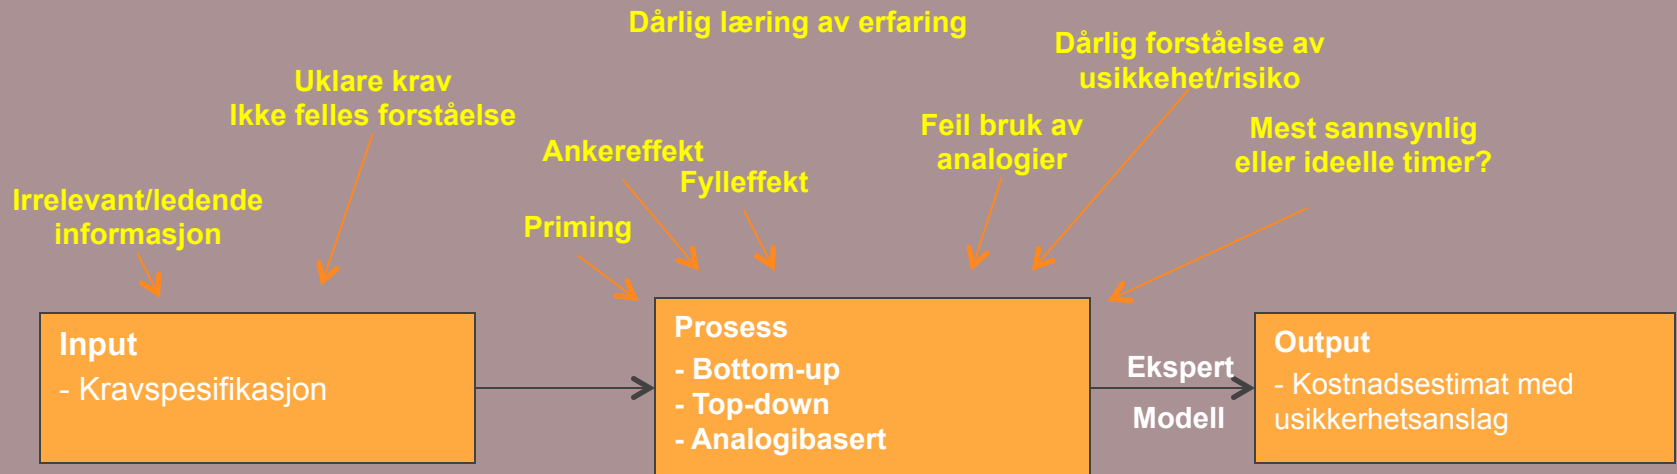 Dårlig læring av erfaring
Uklare krav
Ikke felles forståelse
Irrelevant/ledende
informasjon
Ankereffekt
Fylleffekt
Priming
Feil bruk av
analogier
Dårlig forståelse av
usikkehet/risiko
Mest sannsynlig
eller ideelle timer?
Input
- Kravspesifikasjon
Prosess
- Bottom-up
- Top-down
- Analogibasert
Ekspert
Modell
Output
- Kostnadsestimat med
usikkerhetsanslag